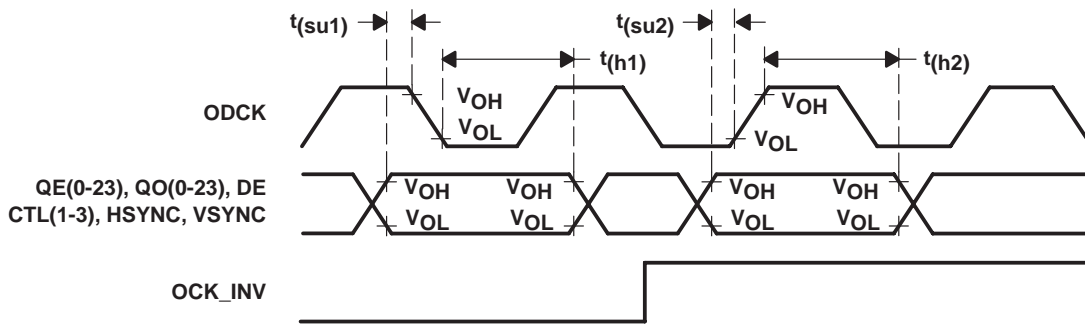 t(su1)
t(su2)
t(h1)
t(h2)
ODCK
VOH
VOL
VOH
VOL
QE(0-23), QO(0-23), DE
CTL(1-3), HSYNC, VSYNC
VOH
VOH
VOH
VOH
VOL
VOL
VOL
VOL
OCK_INV